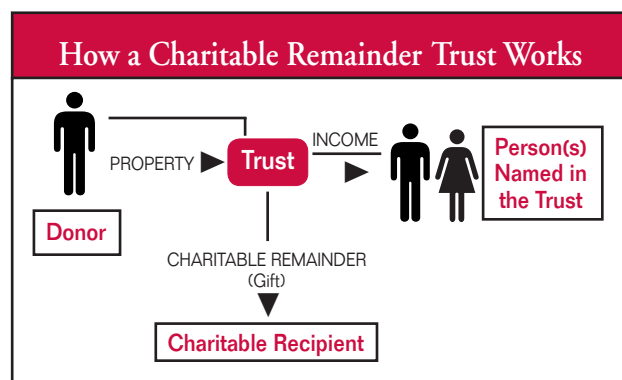 How a Charitable Remainder Trust Works
PROPERTY
Trust
INCOME
Person(s)
Named in
the Trust
Donor
CHARITABLE REMAINDER
(Gift)
Charitable Recipient